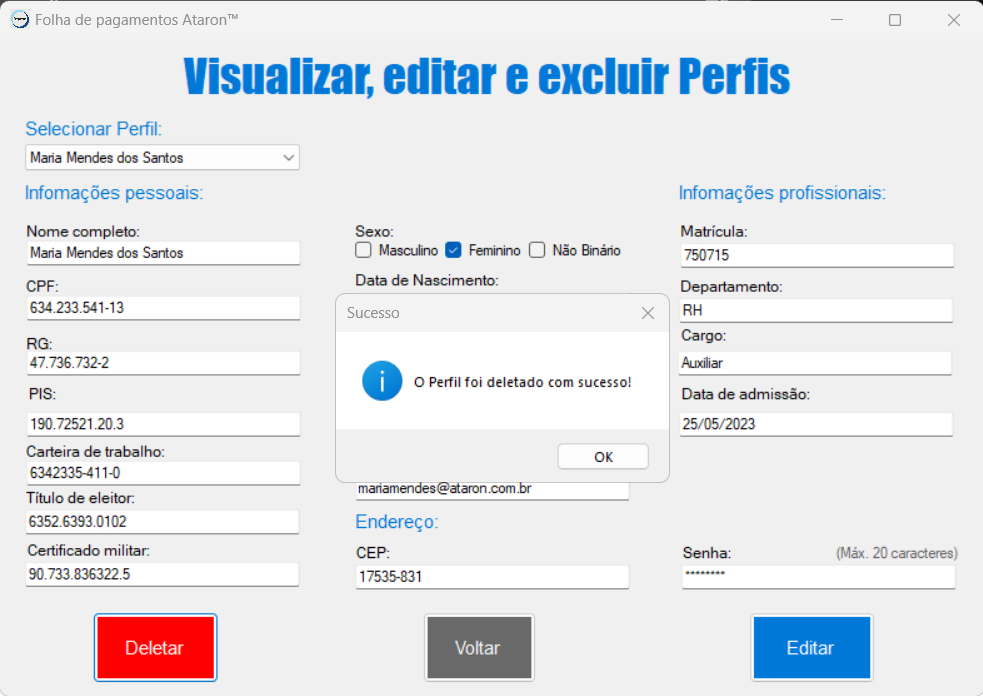 Folha de pagamentos Ataron™
Visualizar, editar e excluir Perfis
Selecionar Perfil:
Maria Mendes dos Santos
Infomações pessoais:
Nome completo:
Maria Mendes dos Santos
CPF:
634.233.541-13
RG:
47.736.732-2
PIS:
190.72521.20.3
Carteira de trabalho:
6342335-411-0
Título de eleitor:
6352.6393.0102
Certificado militar:
90.733.836322.5
Sexo:
Masculino Feminino Não Binário
Data de Nascimento:
Sucesso
O Perfil foi deletado com sucesso!
OK
mariamendes@ataron.com.br
Endereço:
CEP:
17535-831
Infomações profissionais:
Matrícula:
750715
Departamento:
RH
Cargo:
Auxiliar
Data de admissão:
25/05/2023
Senha: (Máx. 20 caracteres)
********
Deletar
Voltar
Editar